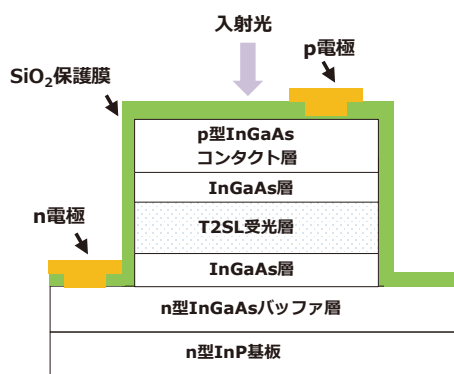 入射光
p電極
SiO₂保護膜
p型InGaAs
コンタクト層
InGaAs層
n電極
T2SL受光層
InGaAs層
n型InGaAsバッファ層
n型InP基板